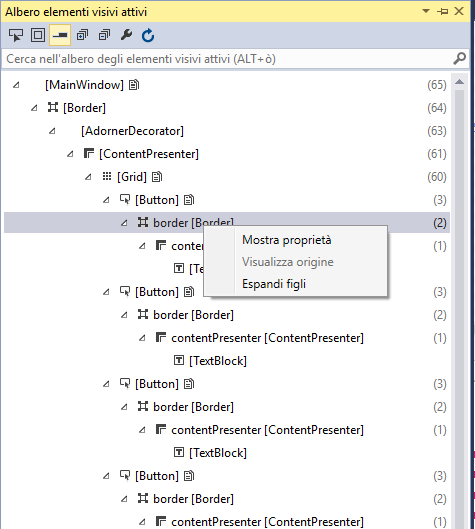 Albero elementi visivi attivi
Cerca nell'albero degli elementi visivi attivi (ALT+ò)
[MainWindow] (65)
[Border] (64)
[AdornerDecorator] (63)
[ContentPresenter] (61)
[Grid] (60)
[Button] (3)
border [Border] (2)
Mostra proprietà
conte (1)
Visualizza origine
[Te
Espandi figli
[Button] (3)
border [Border] (2)
contentPresenter [ContentPresenter] (1)
[TextBlock]
[Button] (3)
border [Border] (2)
contentPresenter [ContentPresenter] (1)
[TextBlock]
[Button] (3)
border [Border] (2)
contentPresenter [ContentPresenter] (1)